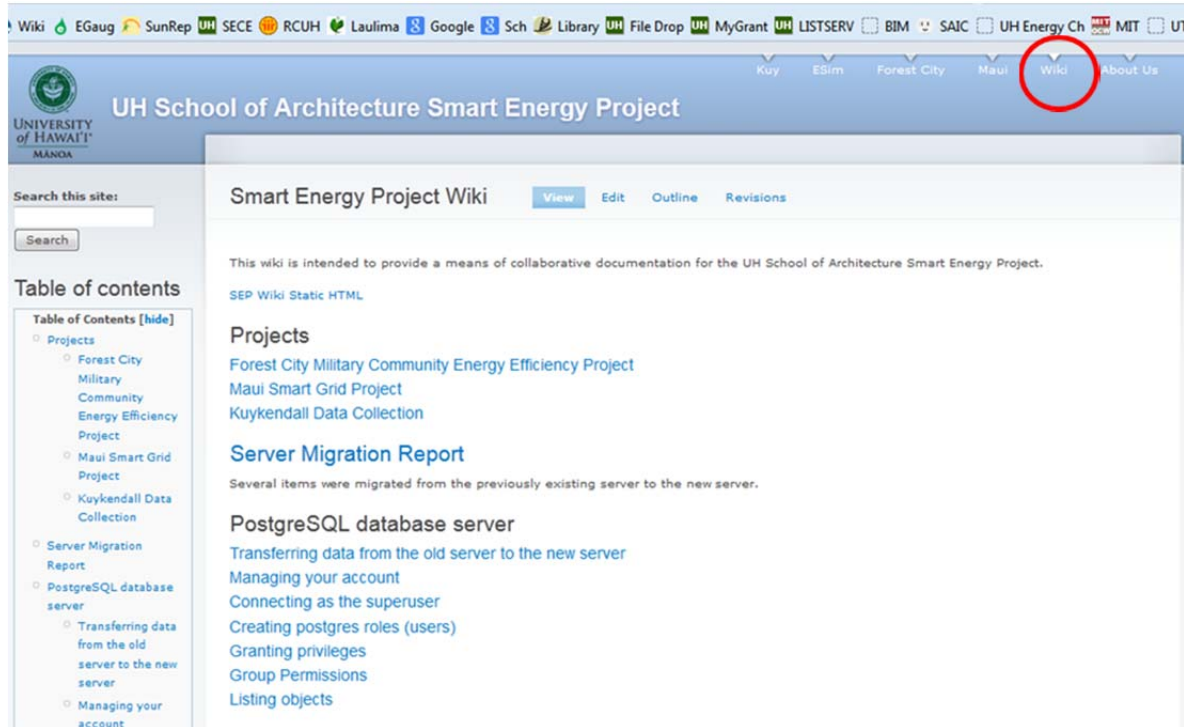 Wiki EGaug SunRep SECE RCUH Laulima Google Sch Library File Drop MyGrant LISTSERV BIM SAIC UH Energy Ch MIT
Kuy ESim Forest City Maui Wiki About Us
UH School of Architecture Smart Energy Project
UNIVERSITY
of HAWAI'I
MĀNOA
Search this site:
Search
Table of contents
Table of Contents [hide]
Projects
Forest City
Military
Community
Energy Efficiency
Project
Maui Smart Grid
Project
Kuykendall Data
Collection
Server Migration
Report
PostgreSQL database
server
Transferring data
from the old
server to the new
server
Managing your
account
Smart Energy Project Wiki View Edit Outline Revisions
This wiki is intended to provide a means of collaborative documentation for the UH School of Architecture Smart Energy Project.
SEP Wiki Static HTML
Projects
Forest City Military Community Energy Efficiency Project
Maui Smart Grid Project
Kuykendall Data Collection
Server Migration Report
Several items were migrated from the previously existing server to the new server.
PostgreSQL database server
Transferring data from the old server to the new server
Managing your account
Connecting as the superuser
Creating postgres roles (users)
Granting privileges
Group Permissions
Listing objects